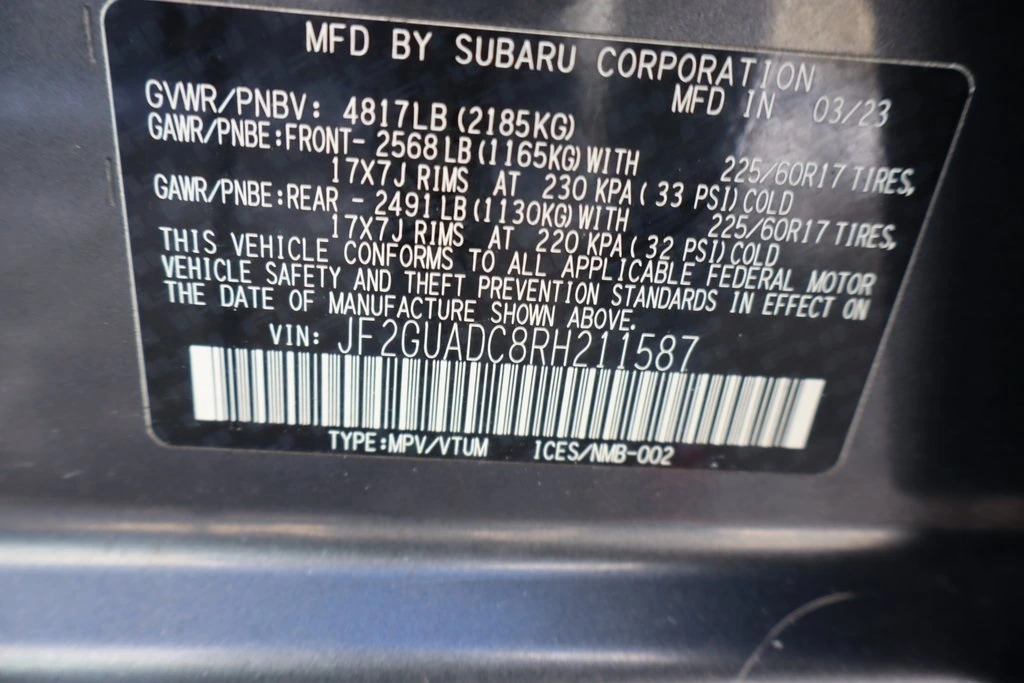 MFD BY SUBARU CORPORATION
MFD IN 03/23
GVWR/PNBV: 4817LB (2185KG)
GAWR/PNBE:FRONT- 2568 LB (1165KG) WITH 225/60R17 TIRES,
17X7J RIMS AT 230 KPA ( 33 PSI) COLD
GAWR/PNBE:REAR - 2491 LB (1130KG) WITH 225/60R17 TIRES,
17X7J RIMS AT 220 KPA ( 32 PSI) COLD
THIS VEHICLE CONFORMS TO ALL APPLICABLE FEDERAL MOTOR
VEHICLE SAFETY AND THEFT PREVENTION STANDARDS IN EFFECT ON
THE DATE OF MANUFACTURE SHOWN ABOVE.
VIN: JF2GUADC8RH211587
TYPE:MPV/VTUM ICES/NMB-002